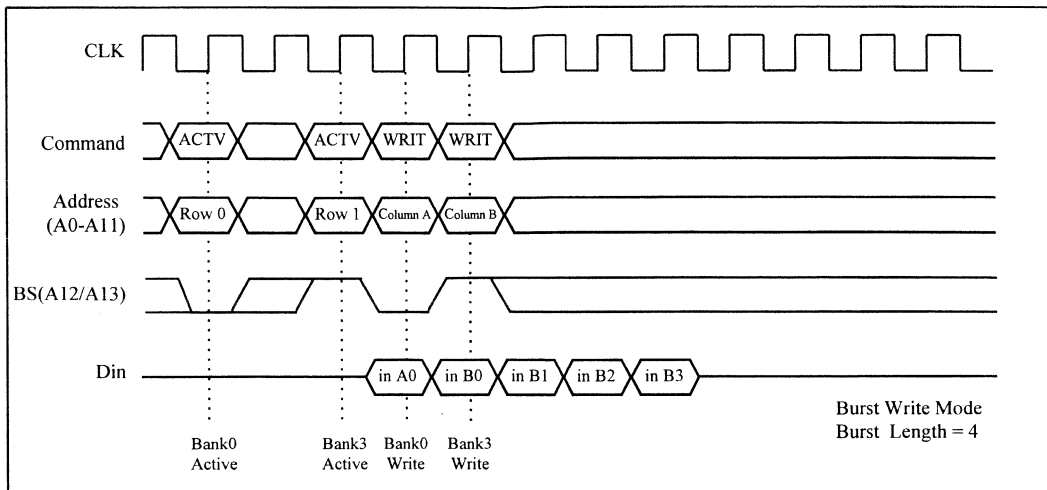 CLK
Command
ACTV
ACTV
WRIT
WRIT
Address
(A0-A11)
Row 0
Row 1
Column A
Column B
BS(A12/A13)
Din
in A0
in B0
in B1
in B2
in B3
Bank0
Active
Bank3
Active
Bank0
Write
Bank3
Write
Burst Write Mode
Burst Length = 4